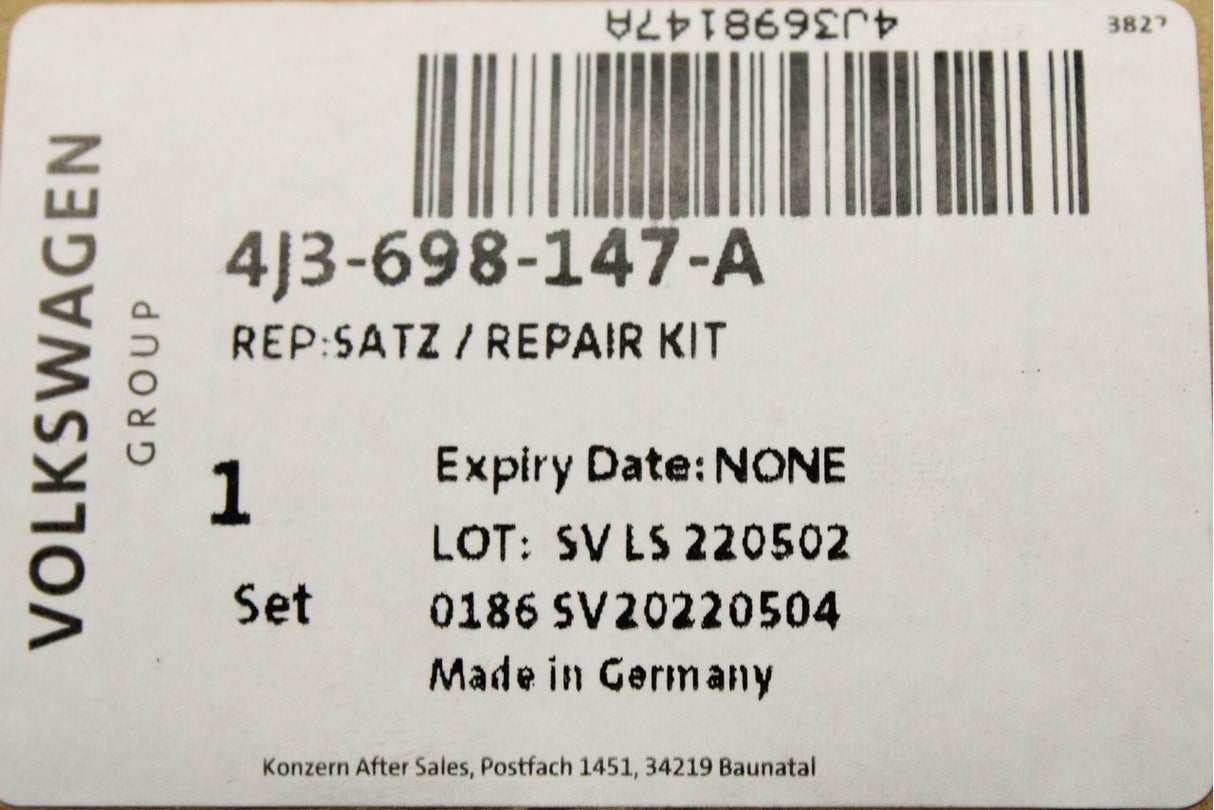 4J3698147A
VOLKSWAGEN
GROUP
4J3-698-147-A
REP:SATZ / REPAIR KIT
1
Set
Expiry Date: NONE
LOT: SV LS 220502
0186 SV20220504
Made in Germany
Konzern After Sales, Postfach 1451, 34219 Baunatal